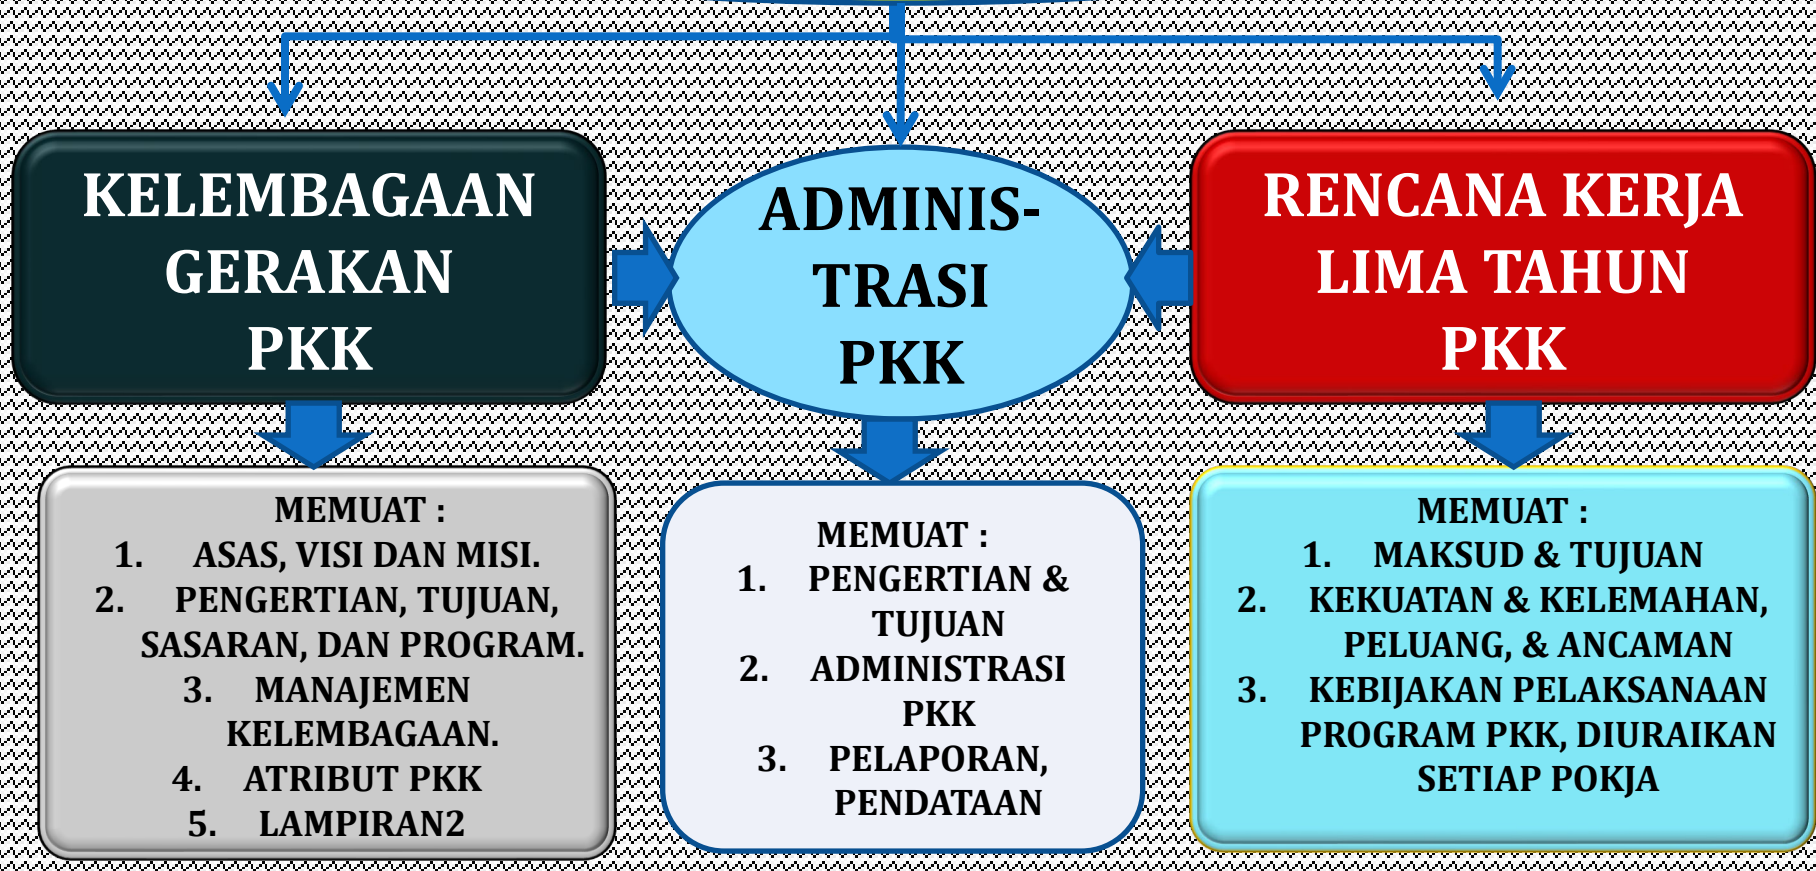 KELEMBAGAAN
GERAKAN
PKK
ADMINIS-
TRASI
PKK
RENCANA KERJA
LIMA TAHUN
PKK
MEMUAT :
1. ASAS, VISI DAN MISI.
2. PENGERTIAN, TUJUAN,
SASARAN, DAN PROGRAM.
3. MANAJEMEN
KELEMBAGAAN.
4. ATRIBUT PKK
5. LAMPIRAN2
MEMUAT :
1. PENGERTIAN &
TUJUAN
2. ADMINISTRASI
PKK
3. PELAPORAN,
PENDATAAN
MEMUAT :
1. MAKSUD & TUJUAN
2. KEKUATAN & KELEMAHAN,
PELUANG, & ANCAMAN
3. KEBIJAKAN PELAKSANAAN
PROGRAM PKK, DIURAIKAN
SETIAP POKJA